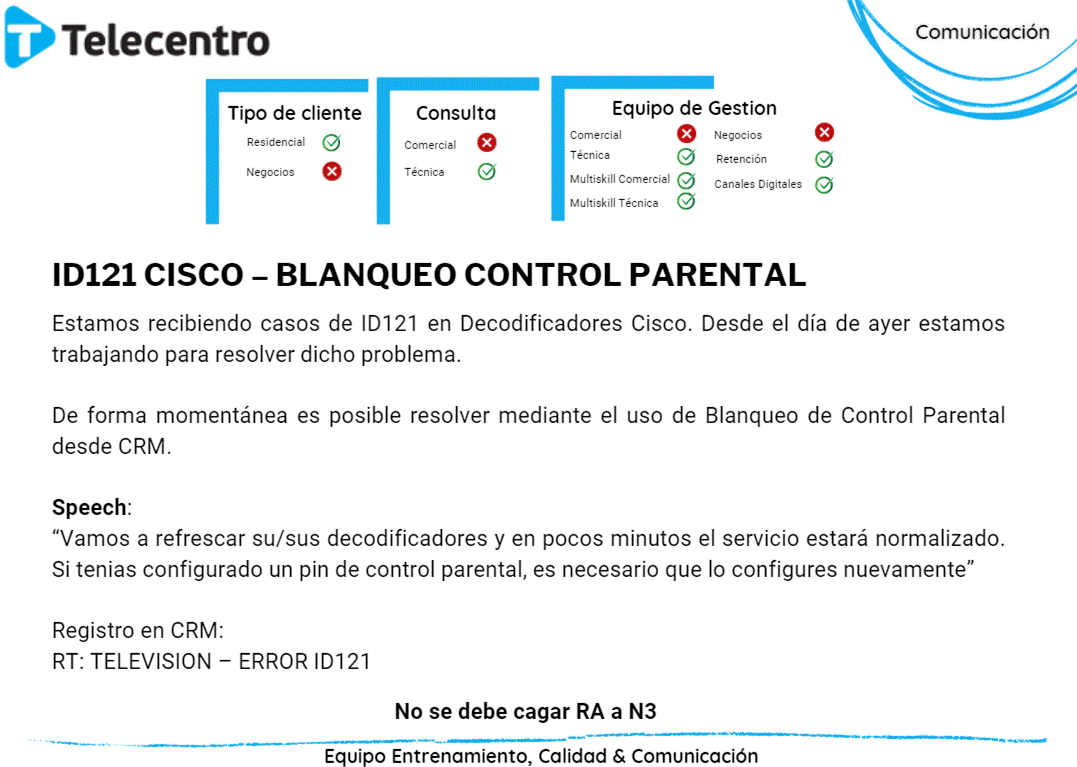 Telecentro
Comunicación
Tipo de cliente
Residencial
Negocios
Consulta
Comercial
Técnica
Equipo de Gestion
Comercial
Técnica
Multiskill Comercial
Multiskill Técnica
Negocios
Retención
Canales Digitales
ID121 CISCO – BLANQUEO CONTROL PARENTAL
Estamos recibiendo casos de ID121 en Decodificadores Cisco. Desde el día de ayer estamos
trabajando para resolver dicho problema.
De forma momentánea es posible resolver mediante el uso de Blanqueo de Control Parental
desde CRM.
Speech:
“Vamos a refrescar su/sus decodificadores y en pocos minutos el servicio estará normalizado.
Si tenias configurado un pin de control parental, es necesario que lo configures nuevamente”
Registro en CRM:
RT: TELEVISION – ERROR ID121
No se debe cagar RA a N3
Equipo Entrenamiento, Calidad & Comunicación